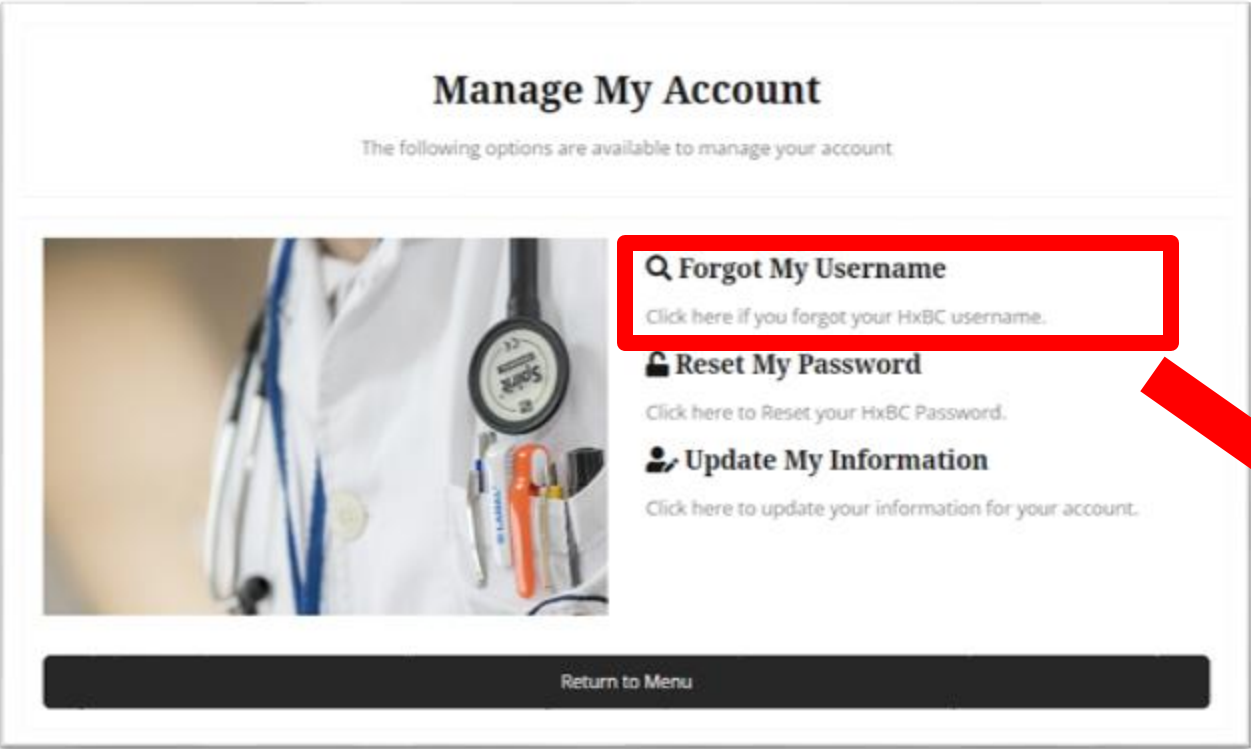 Manage My Account
The following options are available to manage your account
Forgot My Username
Click here if you forgot your HxBC username.
Reset My Password
Click here to Reset your HxBC Password.
Update My Information
Click here to update your information for your account.
Spirit
Return to Menu